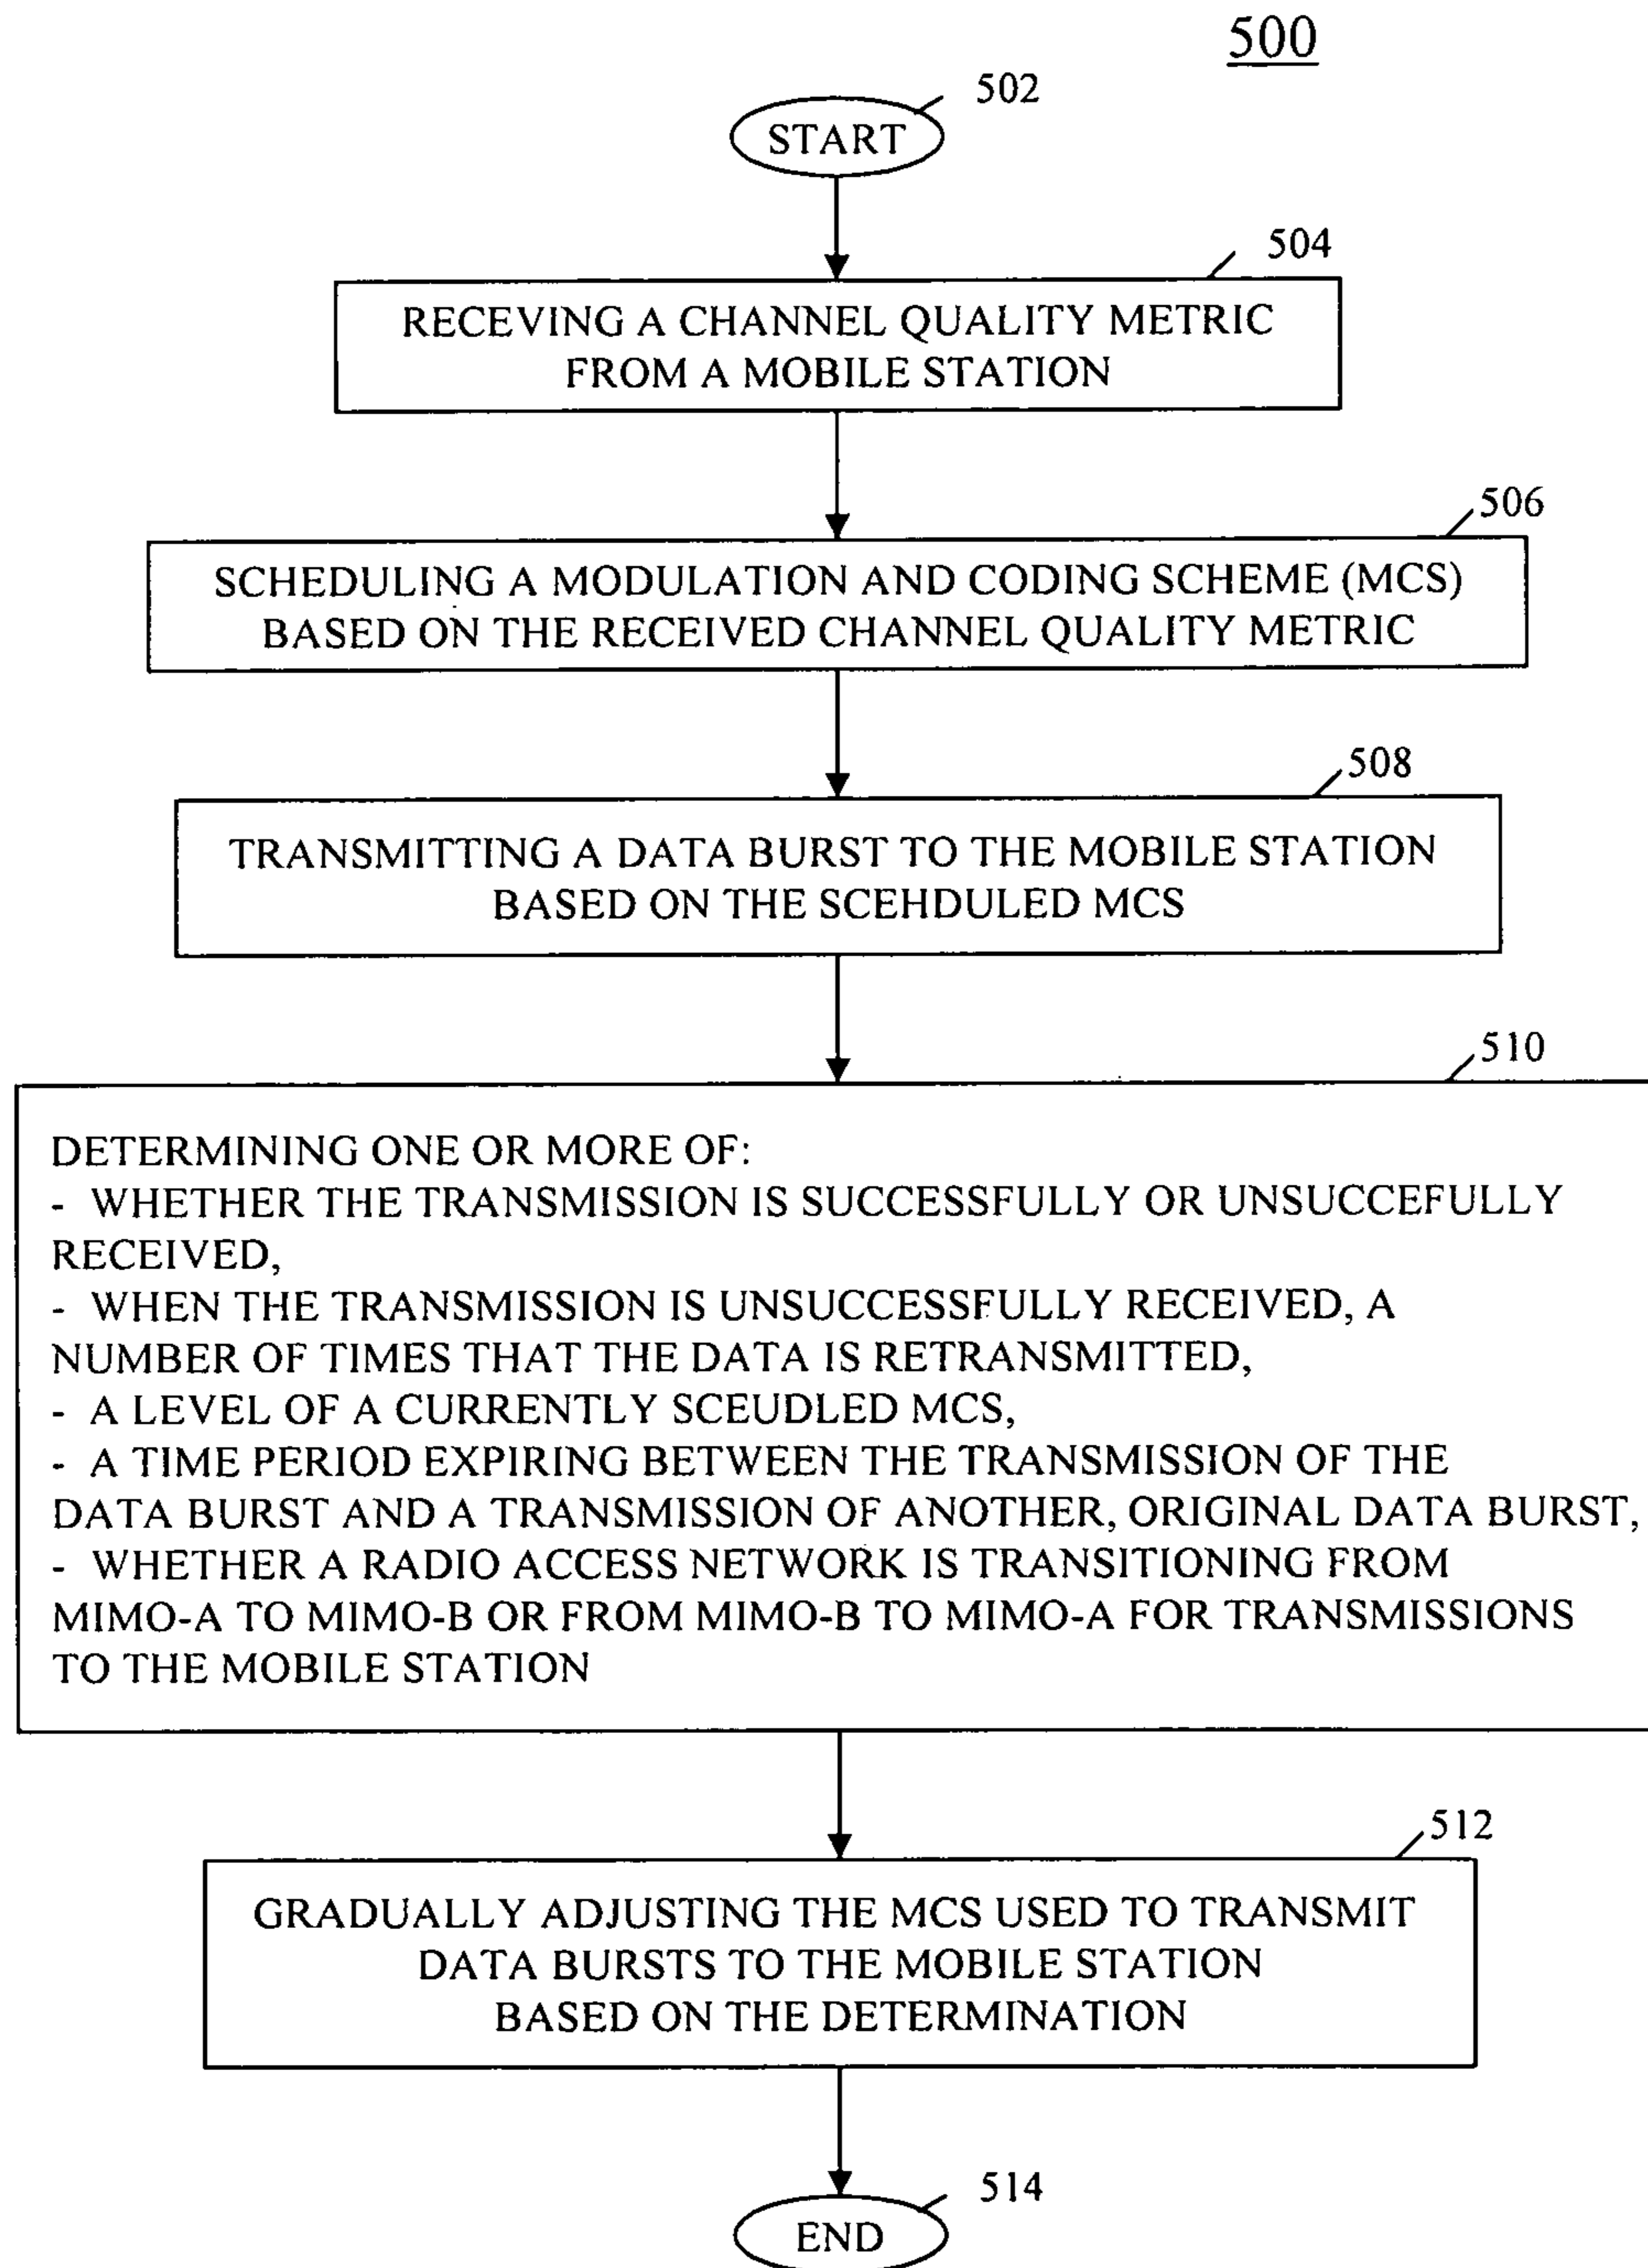 500
502
START
504
RECEVING A CHANNEL QUALITY METRIC
FROM A MOBILE STATION
506
SCHEDULING A MODULATION AND CODING SCHEME (MCS)
BASED ON THE RECEIVED CHANNEL QUALITY METRIC
508
TRANSMITTING A DATA BURST TO THE MOBILE STATION
BASED ON THE SCEHDULED MCS
510
DETERMINING ONE OR MORE OF:
- WHETHER THE TRANSMISSION IS SUCCESSFULLY OR UNSUCCEFULLY
RECEIVED,
- WHEN THE TRANSMISSION IS UNSUCCESSFULLY RECEIVED, A
NUMBER OF TIMES THAT THE DATA IS RETRANSMITTED,
- A LEVEL OF A CURRENTLY SCEUDLED MCS,
- A TIME PERIOD EXPIRING BETWEEN THE TRANSMISSION OF THE
DATA BURST AND A TRANSMISSION OF ANOTHER, ORIGINAL DATA BURST,
- WHETHER A RADIO ACCESS NETWORK IS TRANSITIONING FROM
MIMO-A TO MIMO-B OR FROM MIMO-B TO MIMO-A FOR TRANSMISSIONS
TO THE MOBILE STATION
512
GRADUALLY ADJUSTING THE MCS USED TO TRANSMIT
DATA BURSTS TO THE MOBILE STATION
BASED ON THE DETERMINATION
514
END